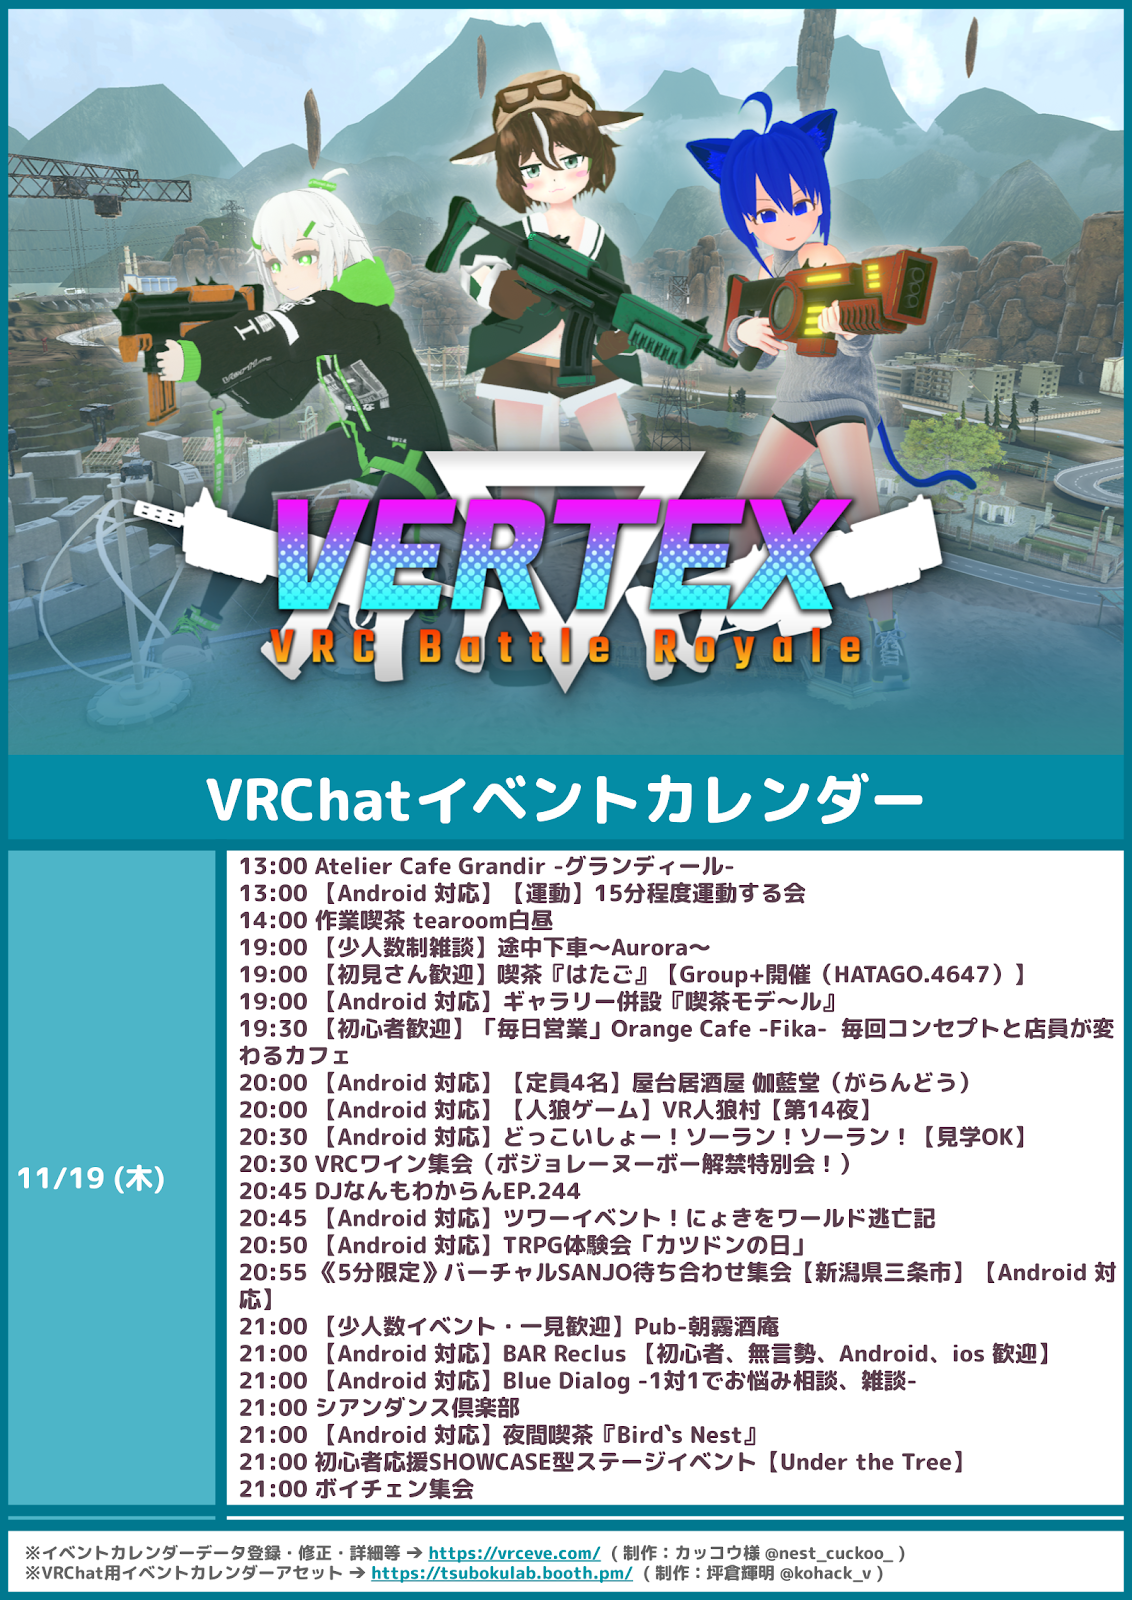 VERTEX
VRC Battle Royale
VRChatイベントカレンダー
11/19 (木)
13:00 Atelier Cafe Grandir -グランディール-
13:00 【Android 対応】【運動】15分程度運動する会
14:00 作業喫茶 tearoom白昼
19:00 【少人数制雑談】途中下車～Aurora～
19:00 【初見さん歓迎】喫茶『はたご』【Group+開催（HATAGO.4647）】
19:00 【Android 対応】ギャラリー併設『喫茶モデ～ル』
19:30 【初心者歓迎】「毎日営業」Orange Cafe -Fika- 毎回コンセプトと店員が変
わるカフェ
20:00 【Android 対応】【定員4名】屋台居酒屋 伽藍堂（がらんどう）
20:00 【Android 対応】【人狼ゲーム】VR人狼村【第14夜】
20:30 【Android 対応】どっこいしょー！ソーラン！ソーラン！【見学OK】
20:30 VRCワイン集会（ボジョレーヌーボー解禁特別会！）
20:45 DJなんもわからんEP.244
20:45 【Android 対応】ツワーイベント！にょきをワールド逃亡記
20:50 【Android 対応】TRPG体験会「カツドンの日」
20:55 《5分限定》バーチャルSANJO待ち合わせ集会【新潟県三条市】【Android 対
応】
21:00 【少人数イベント・一見歓迎】Pub-朝霧酒庵
21:00 【Android 対応】BAR Reclus 【初心者、無言勢、Android、ios 歓迎】
21:00 【Android 対応】Blue Dialog -1対1でお悩み相談、雑談-
21:00 シアンダンス倶楽部
21:00 【Android 対応】夜間喫茶『Bird‵s Nest』
21:00 初心者応援SHOWCASE型ステージイベント【Under the Tree】
21:00 ボイチェン集会
※イベントカレンダーデータ登録・修正・詳細等 → https://vrceve.com/ （制作：カッコウ様 @nest_cuckoo_）
※VRChat用イベントカレンダーアセット → https://tsubokulab.booth.pm/ （制作：坪倉輝明 @kohack_v）